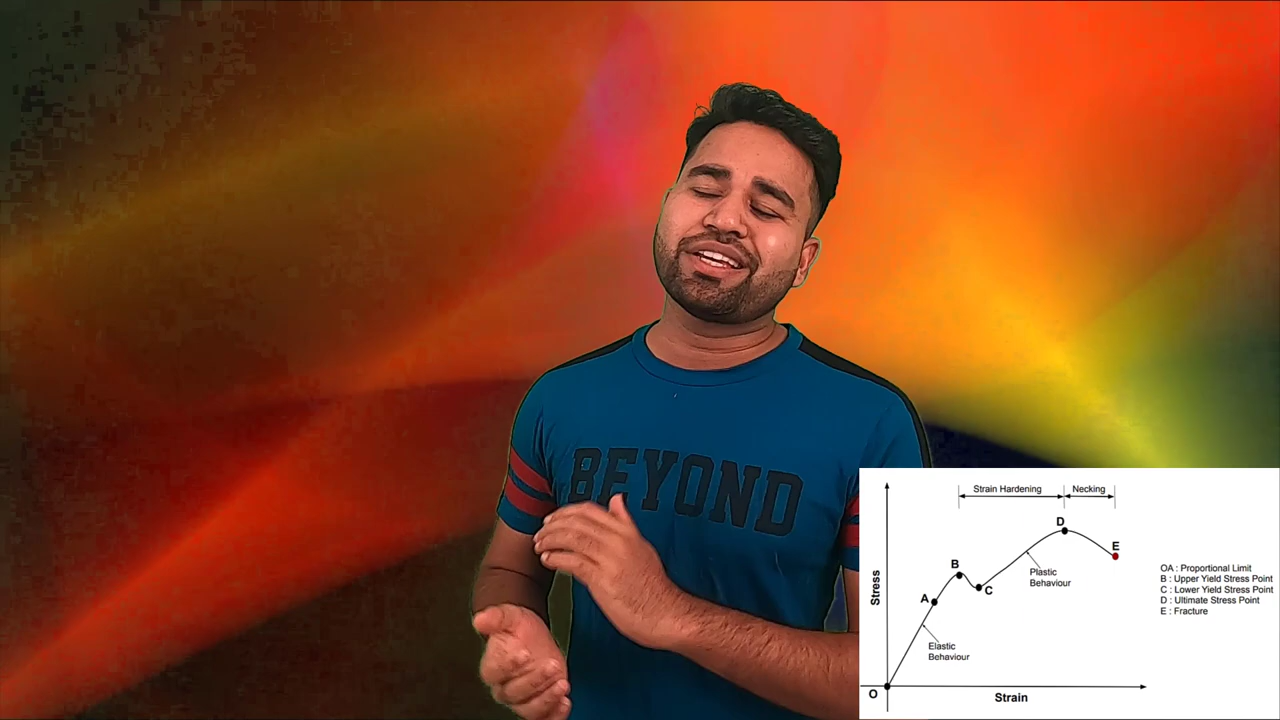 BEYOND
Strain Hardening
Necking
D
E
B
A
C
Plastic
Behaviour
Elastic
Behaviour
Stress
O
Strain
OA : Proportional Limit
B : Upper Yield Stress Point
C : Lower Yield Stress Point
D : Ultimate Stress Point
E : Fracture